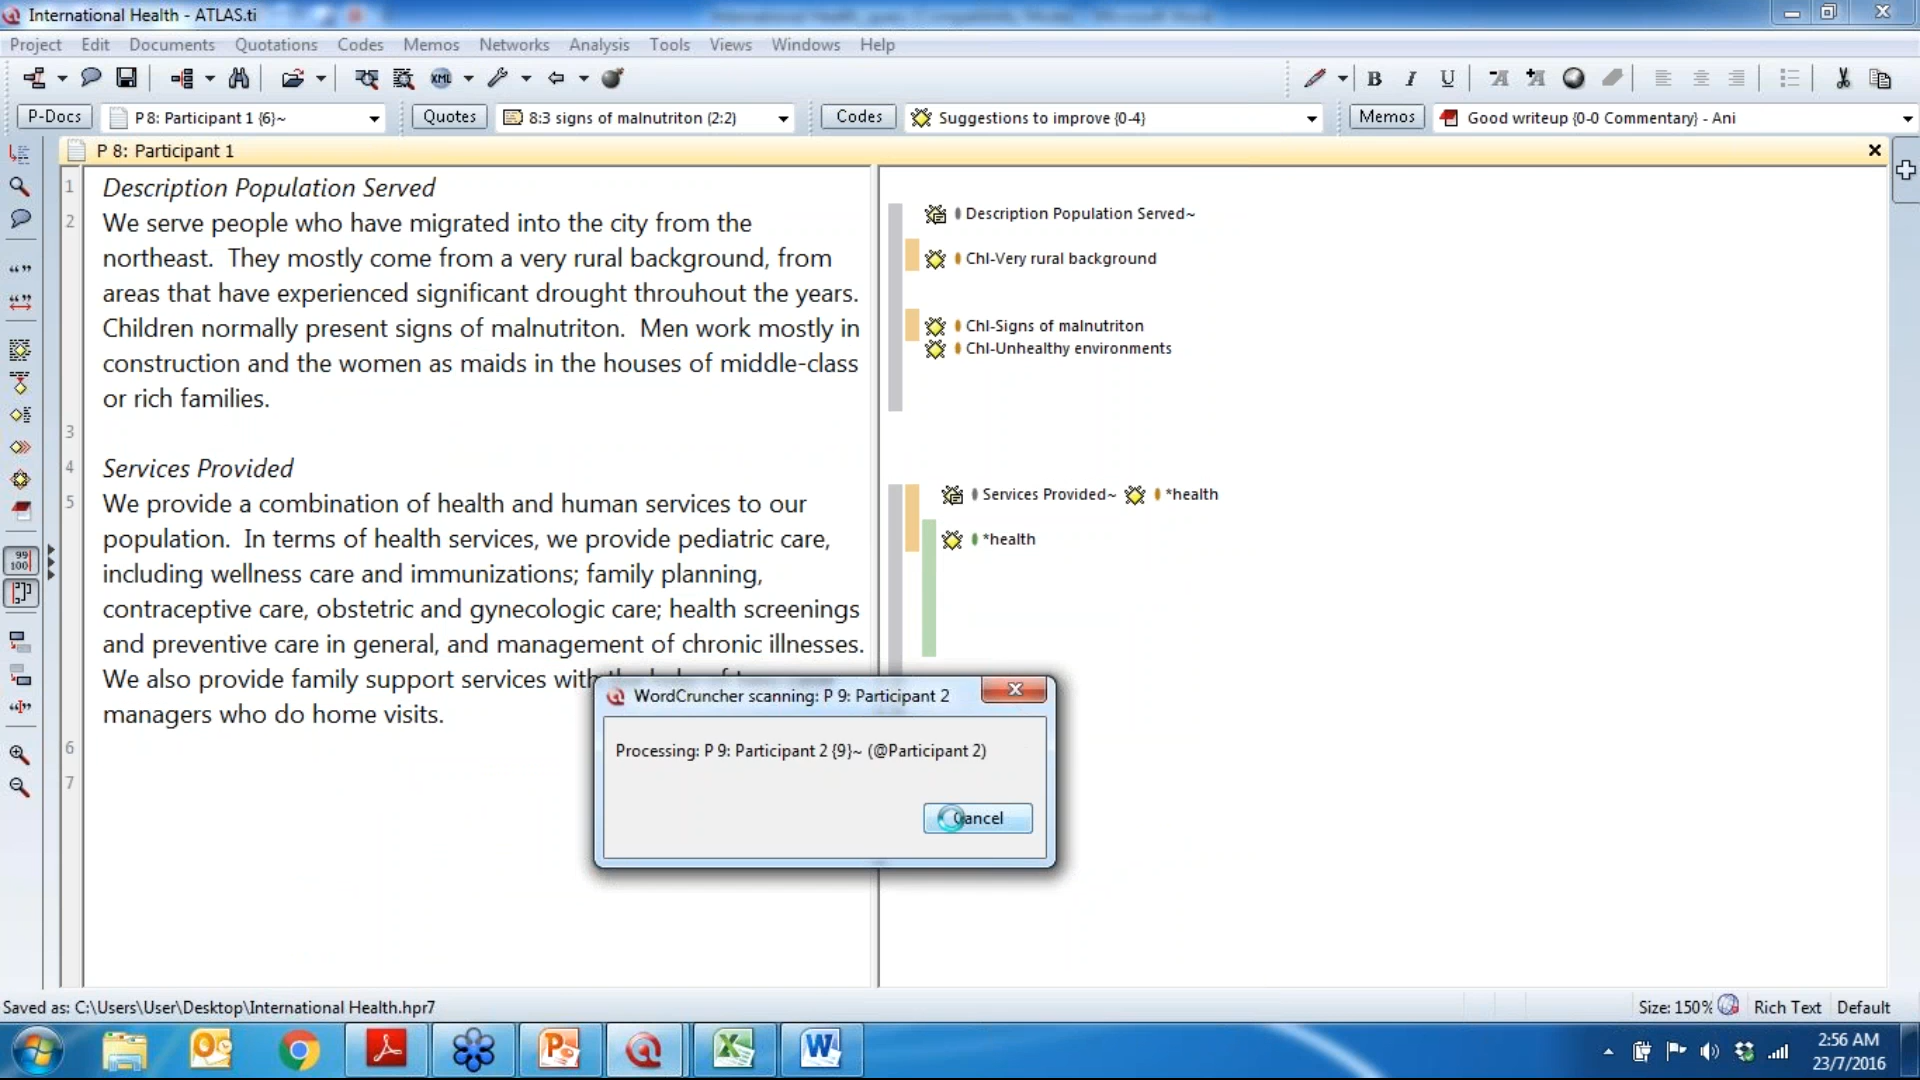 International Health - ATLAS.ti
Project Edit Documents Quotations Codes Memos Networks Analysis Tools Views Windows Help
XML B I U A A
P-Docs P 8: Participant 1 {6}~ Quotes 8:3 signs of malnutriton (2:2) Codes Suggestions to improve {0-4} Memos Good writeup {0-0 Commentary} - Ani
P 8: Participant 1
1 Description Population Served
2 We serve people who have migrated into the city from the
northeast. They mostly come from a very rural background, from
areas that have experienced significant drought throuhout the years.
Children normally present signs of malnutriton. Men work mostly in
construction and the women as maids in the houses of middle-class
or rich families.
3
4 Services Provided
5 We provide a combination of health and human services to our
population. In terms of health services, we provide pediatric care,
including wellness care and immunizations; family planning,
contraceptive care, obstetric and gynecologic care; health screenings
and preventive care in general, and management of chronic illnesses.
We also provide family support services with
managers who do home visits.
6
7
Description Population Served~
ChI-Very rural background
ChI-Signs of malnutriton
ChI-Unhealthy environments
Services Provided~ *health
*health
99
100
WordCruncher scanning: P 9: Participant 2
Processing: P 9: Participant 2 {9}~ (@Participant 2)
Cancel
Saved as: C:\Users\User\Desktop\International Health.hpr7
Size: 150% Rich Text Default
2:56 AM
23/7/2016